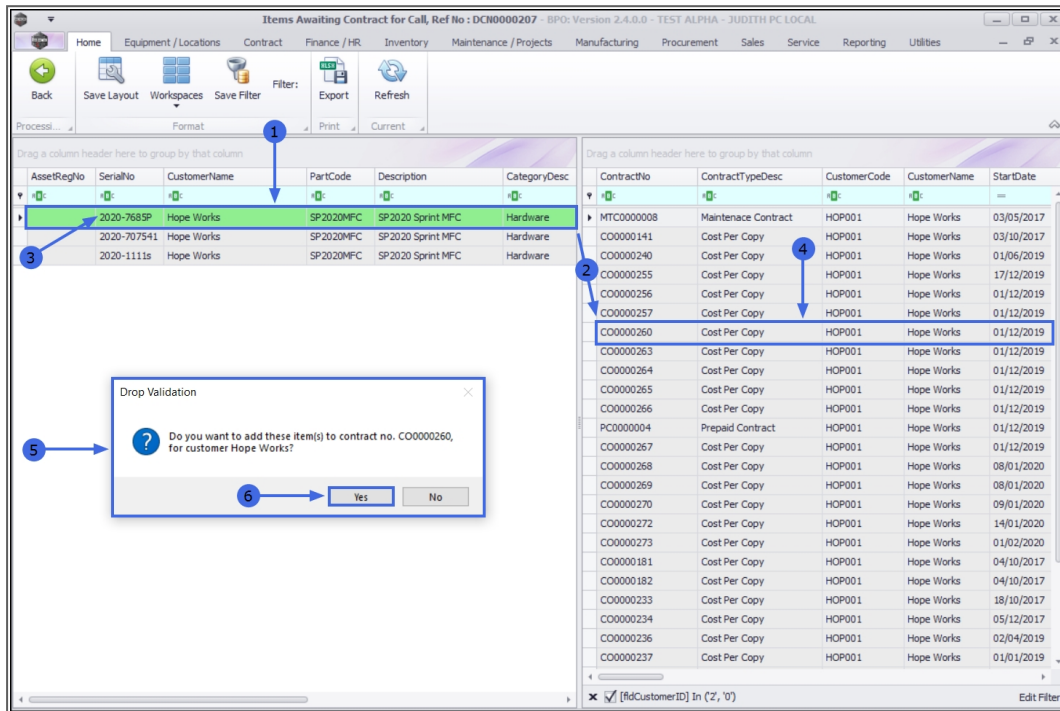 Items Awaiting Contract for Call, Ref No : DCN0000207 - BPO: Version 2.4.0.0 - TEST ALPHA - JUDITH PC LOCAL
Home Equipment / Locations Contract Finance / HR Inventory Maintenance / Projects Manufacturing Procurement Sales Service Reporting Utilities
Back Save Layout Workspaces Save Filter Filter: Export Refresh
Processi... Format Print Current
1
Drag a column header here to group by that column
AssetRegNo SerialNo CustomerName PartCode Description CategoryDesc
2020-7685P Hope Works SP2020MFC SP2020 Sprint MFC Hardware
2020-707541 Hope Works SP2020MFC SP2020 Sprint MFC Hardware
2020-1111s Hope Works SP2020MFC SP2020 Sprint MFC Hardware
3
2
Drag a column header here to group by that column
ContractNo ContractTypeDesc CustomerCode CustomerName StartDate
=
MTC0000008 Maintenace Contract HOP001 Hope Works 03/05/2017
CO0000141 Cost Per Copy HOP001 Hope Works 03/10/2017
CO0000240 Cost Per Copy HOP001 Hope Works 01/06/2019
4
CO0000255 Cost Per Copy HOP001 Hope Works 17/12/2019
CO0000256 Cost Per Copy HOP001 Hope Works 01/12/2019
CO0000257 Cost Per Copy HOP001 Hope Works 01/12/2019
CO0000260 Cost Per Copy HOP001 Hope Works 01/12/2019
CO0000263 Cost Per Copy HOP001 Hope Works 01/12/2019
CO0000264 Cost Per Copy HOP001 Hope Works 01/12/2019
CO0000265 Cost Per Copy HOP001 Hope Works 01/12/2019
CO0000266 Cost Per Copy HOP001 Hope Works 01/12/2019
PC0000004 Prepaid Contract HOP001 Hope Works 01/12/2019
CO0000267 Cost Per Copy HOP001 Hope Works 01/12/2019
CO0000268 Cost Per Copy HOP001 Hope Works 08/01/2020
CO0000269 Cost Per Copy HOP001 Hope Works 08/01/2020
CO0000270 Cost Per Copy HOP001 Hope Works 09/01/2020
CO0000272 Cost Per Copy HOP001 Hope Works 14/01/2020
CO0000273 Cost Per Copy HOP001 Hope Works 01/02/2020
CO0000181 Cost Per Copy HOP001 Hope Works 04/10/2017
CO0000182 Cost Per Copy HOP001 Hope Works 04/10/2017
CO0000233 Cost Per Copy HOP001 Hope Works 18/10/2017
CO0000234 Cost Per Copy HOP001 Hope Works 05/12/2017
CO0000236 Cost Per Copy HOP001 Hope Works 02/04/2019
CO0000237 Cost Per Copy HOP001 Hope Works 01/01/2019
[fldCustomerID] In ('2', '0') Edit Filter
Drop Validation
Do you want to add these item(s) to contract no. CO0000260,
for customer Hope Works?
5
6
Yes No